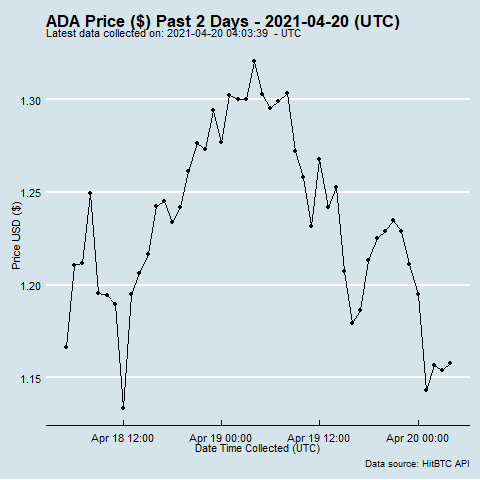 ADA Price ($) Past 2 Days - 2021-04-20 (UTC)
Latest data collected on: 2021-04-20 04:03:39 - UTC
1.30
1.25
1.20
1.15
Price USD ($)
Apr 18 12:00 Apr 19 00:00 Apr 19 12:00 Apr 20 00:00
Date Time Collected (UTC)
Data source: HitBTC API